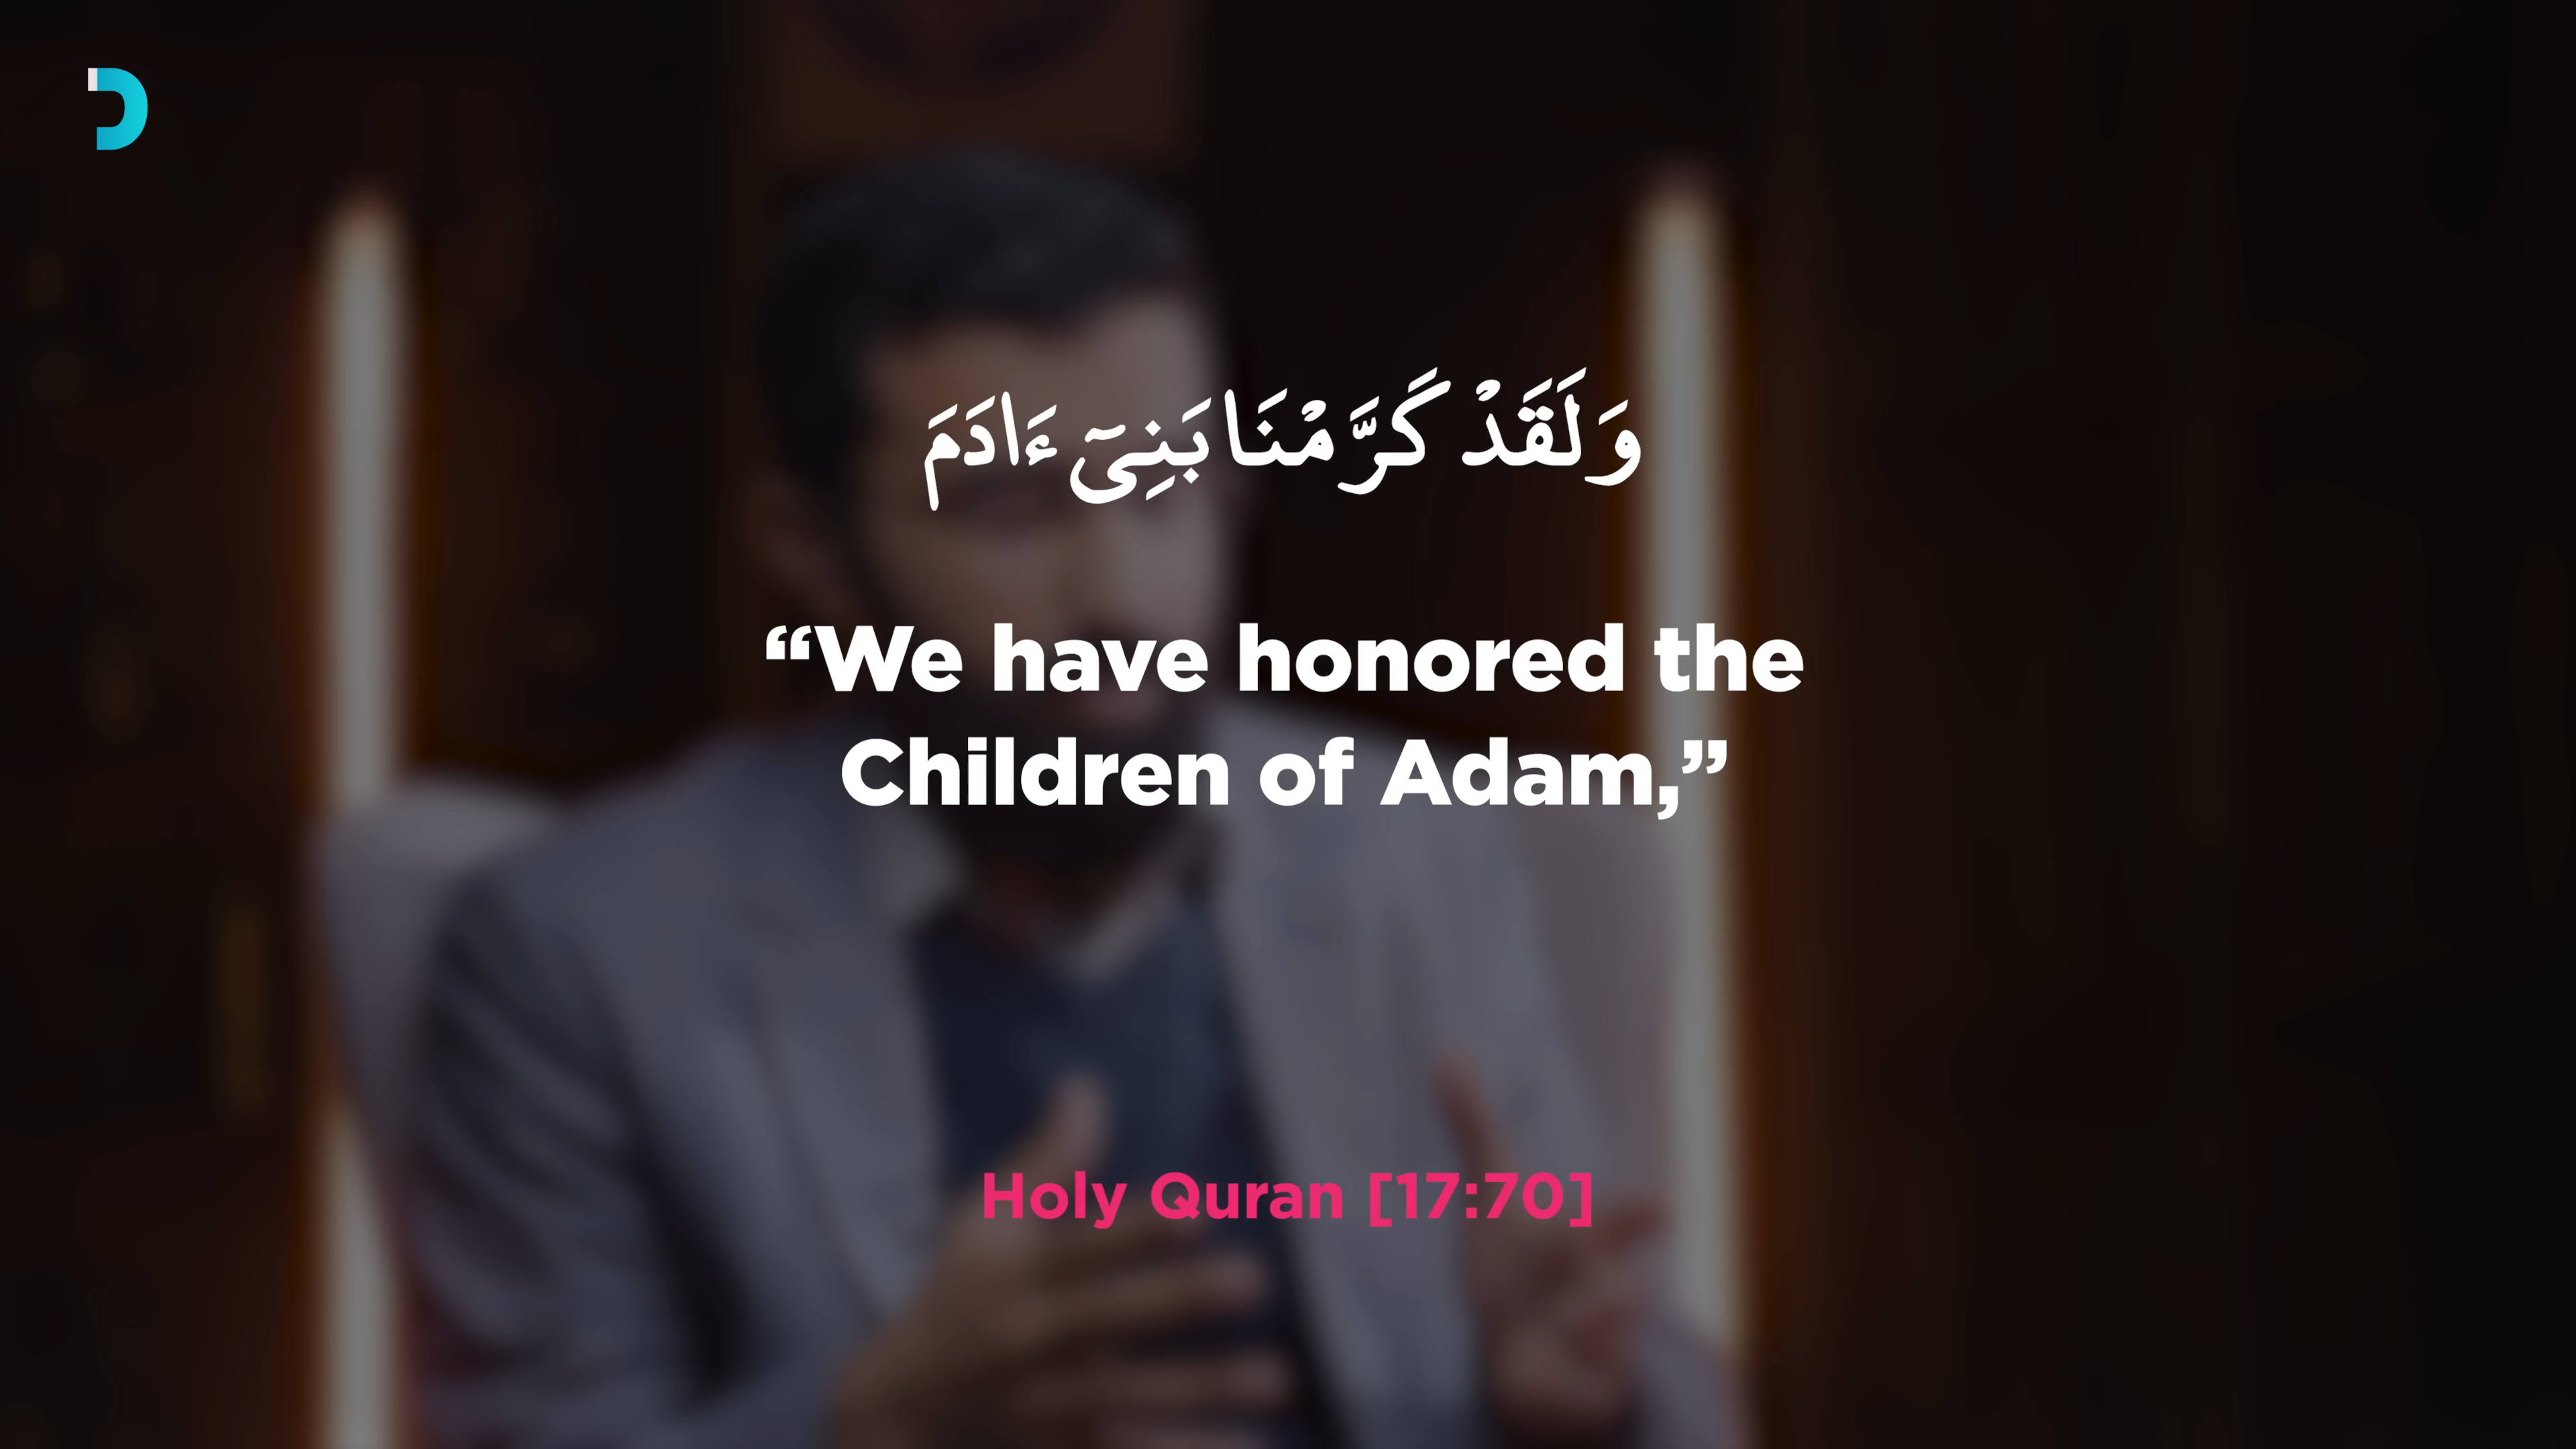 وَلَقَدْ كَرَّمْنَا بَنِىٓ ءَادَمَ
“We have honored the
Children of Adam,”
Holy Quran [17:70]